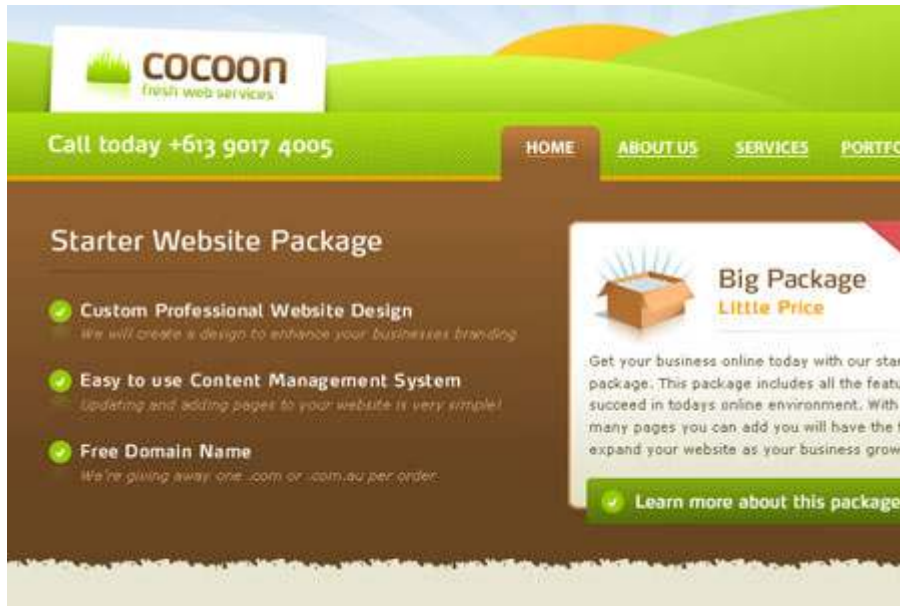 cocoon
fresh web services
Call today +613 9017 4005
HOME ABOUT US SERVICES
Starter Website Package
Custom Professional Website Design
We will create a design to enhance your businesses branding
Easy to use Content Management System
Updating and adding pages to your website is very simple!
Free Domain Name
We're giving away one .com or .com.au per order.
Big Package
Little Price
Get your business online today with our
package. This package includes all the
succeed in todays online environment. With
many pages you can add you will have the
expand your website as your business
Learn more about this package